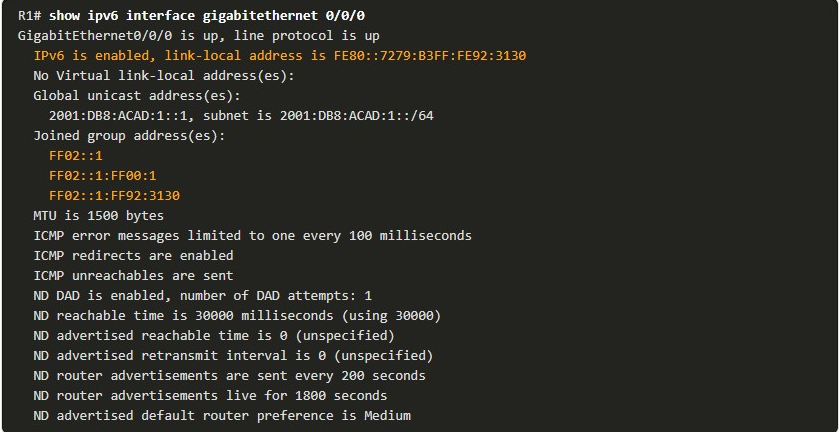 R1# show ipv6 interface gigabitethernet 0/0/0
GigabitEthernet0/0/0 is up, line protocol is up
IPv6 is enabled, link-local address is FE80::7279:B3FF:FE92:3130
No Virtual link-local address(es):
Global unicast address(es):
2001:DB8:ACAD:1::1, subnet is 2001:DB8:ACAD:1::/64
Joined group address(es):
FF02::1
FF02::1:FF00:1
FF02::1:FF92:3130
MTU is 1500 bytes
ICMP error messages limited to one every 100 milliseconds
ICMP redirects are enabled
ICMP unreachables are sent
ND DAD is enabled, number of DAD attempts: 1
ND reachable time is 30000 milliseconds (using 30000)
ND advertised reachable time is 0 (unspecified)
ND advertised retransmit interval is 0 (unspecified)
ND router advertisements are sent every 200 seconds
ND router advertisements live for 1800 seconds
ND advertised default router preference is Medium